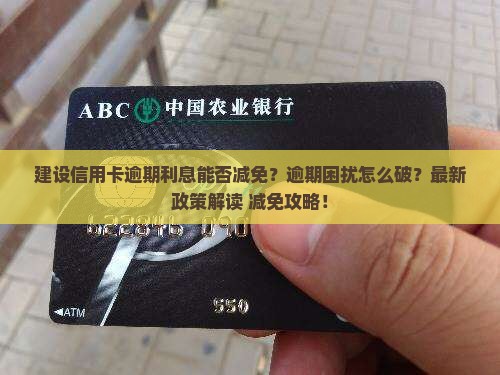 ABC 中国农业银行
建设信用卡逾期利息能否减免？逾期困扰怎么破？最新
政策解读 减免攻略！
622846 090
550
◀ATM